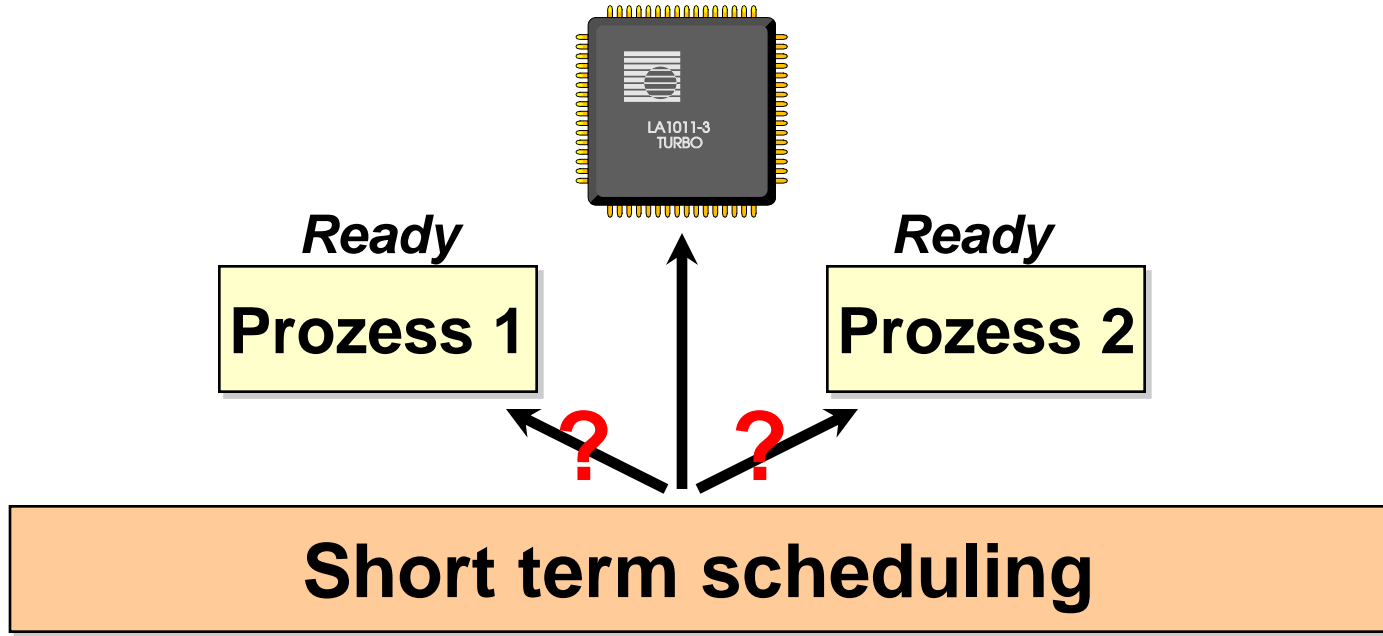 LA1011-3
TURBO
Ready
Ready
Prozess 1
Prozess 2
?
?
Short term scheduling